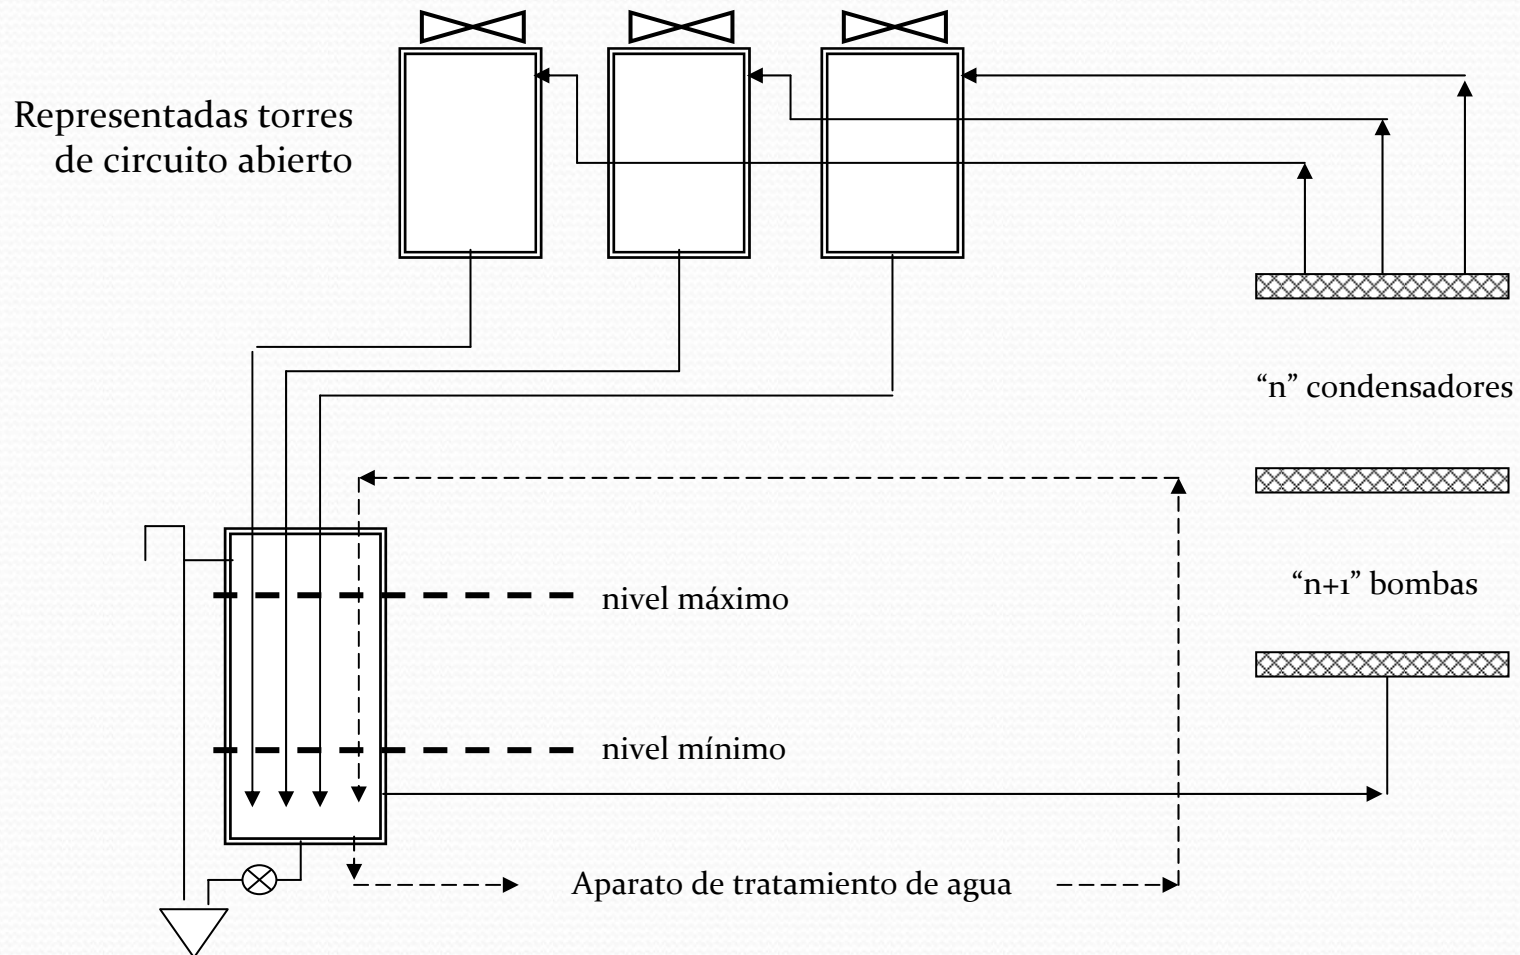 Representadas torres
de circuito abierto
“n” condensadores
“n+1” bombas
nivel máximo
nivel mínimo
Aparato de tratamiento de agua